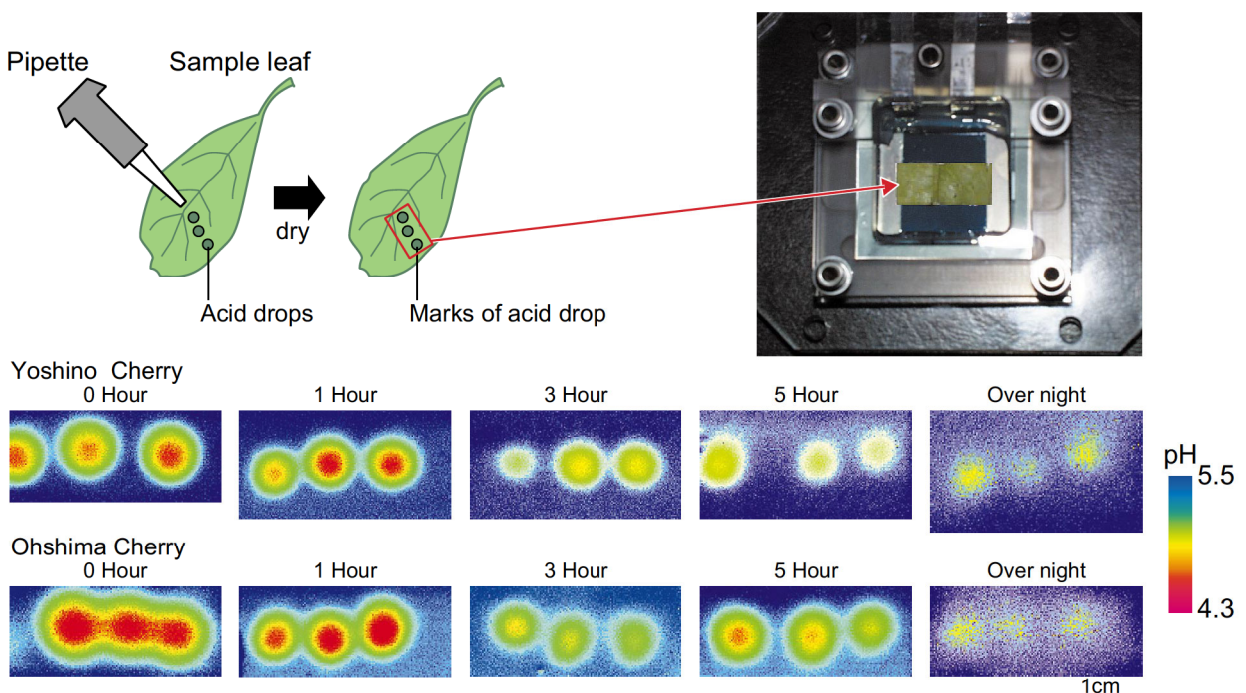 Pipette
Sample leaf
dry
Acid drops
Marks of acid drop
Yoshino Cherry
0 Hour
1 Hour
3 Hour
5 Hour
Over night
pH
5.5
4.3
Ohshima Cherry
0 Hour
1 Hour
3 Hour
5 Hour
Over night
1cm